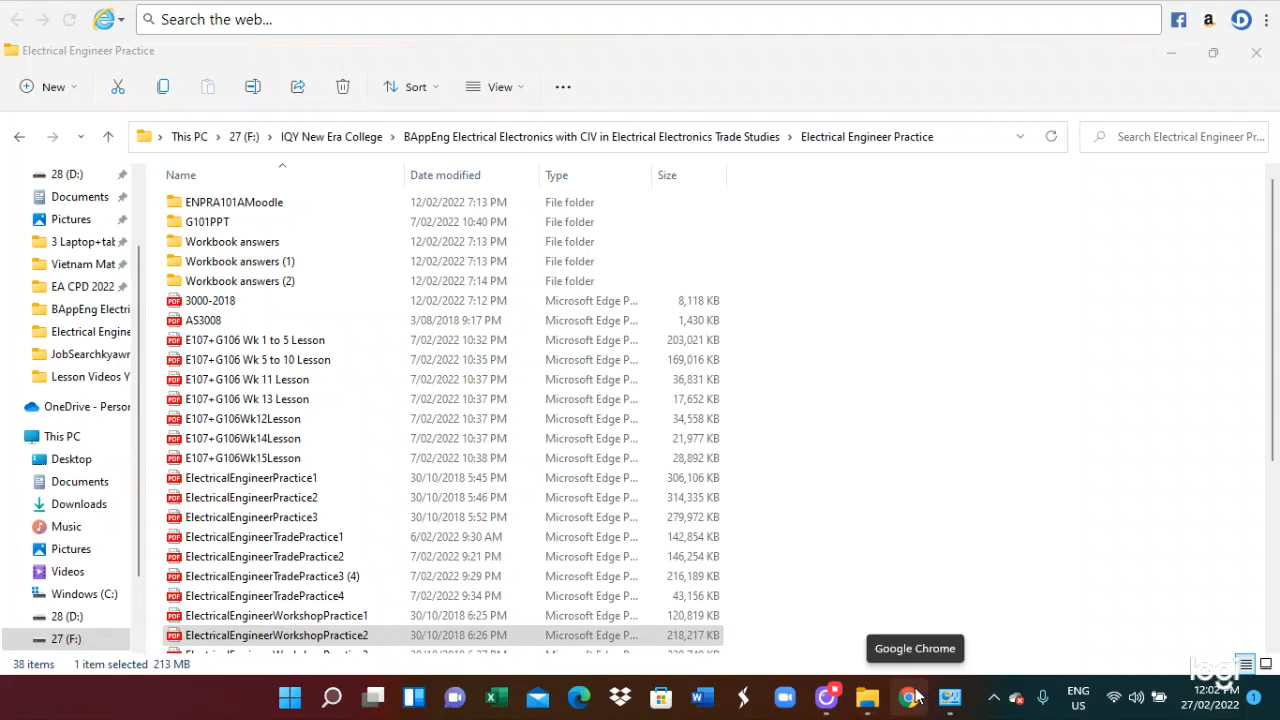 Search the web...
Electrical Engineer Practice
New
Sort
View
This PC > 27 (F:) > IQY New Era College > BAppEng Electrical Electronics with CIV in Electrical Electronics Trade Studies > Electrical Engineer Practice
Search Electrical Engineer Pr...
Name Date modified Type Size
28 (D:)
Documents
Pictures
3 Laptop+tab
Vietnam Mat
EA CPD 2022
BAppEng Electri
Electrical Engine
JobSearchkyawr
Lesson Videos Y
OneDrive - Person
This PC
Desktop
Documents
Downloads
Music
Pictures
Videos
Windows (C:)
28 (D:)
27 (F:)
ENPRA101AMoodle 12/02/2022 7:13 PM File folder
G101PPT 7/02/2022 10:40 PM File folder
Workbook answers 12/02/2022 7:13 PM File folder
Workbook answers (1) 12/02/2022 7:13 PM File folder
Workbook answers (2) 12/02/2022 7:14 PM File folder
3000-2018 12/02/2022 7:12 PM Microsoft Edge P... 8,118 KB
AS3008 3/08/2018 9:17 PM Microsoft Edge P... 1,430 KB
E107+G106 Wk 1 to 5 Lesson 7/02/2022 10:32 PM Microsoft Edge P... 203,021 KB
E107+G106 Wk 5 to 10 Lesson 7/02/2022 10:35 PM Microsoft Edge P... 169,016 KB
E107+G106 Wk 11 Lesson 7/02/2022 10:37 PM Microsoft Edge P... 36,831 KB
E107+G106 Wk 13 Lesson 7/02/2022 10:37 PM Microsoft Edge P... 17,652 KB
E107+G106Wk12Lesson 7/02/2022 10:37 PM Microsoft Edge P... 34,558 KB
E107+G106Wk14Lesson 7/02/2022 10:37 PM Microsoft Edge P... 21,977 KB
E107+G106Wk15Lesson 7/02/2022 10:38 PM Microsoft Edge P... 28,892 KB
ElectricalEngineerPractice1 30/10/2018 5:45 PM Microsoft Edge P... 306,106 KB
ElectricalEngineerPractice2 30/10/2018 5:46 PM Microsoft Edge P... 314,335 KB
ElectricalEngineerPractice3 30/10/2018 5:52 PM Microsoft Edge P... 279,972 KB
ElectricalEngineerTradePractice1 6/02/2022 9:30 AM Microsoft Edge P... 142,854 KB
ElectricalEngineerTradePractice2 7/02/2022 9:21 PM Microsoft Edge P... 146,254 KB
ElectricalEngineerTradePractice3 (4) 7/02/2022 9:29 PM Microsoft Edge P... 216,189 KB
ElectricalEngineerTradePractice4 7/02/2022 9:34 PM Microsoft Edge P... 43,156 KB
ElectricalEngineerWorkshopPractice1 30/10/2018 6:25 PM Microsoft Edge P... 120,819 KB
ElectricalEngineerWorkshopPractice2 30/10/2018 6:26 PM Microsoft Edge P... 218,217 KB
Google Chrome
38 items 1 item selected 213 MB
logi
ENG
US
12:02 PM
27/02/2022